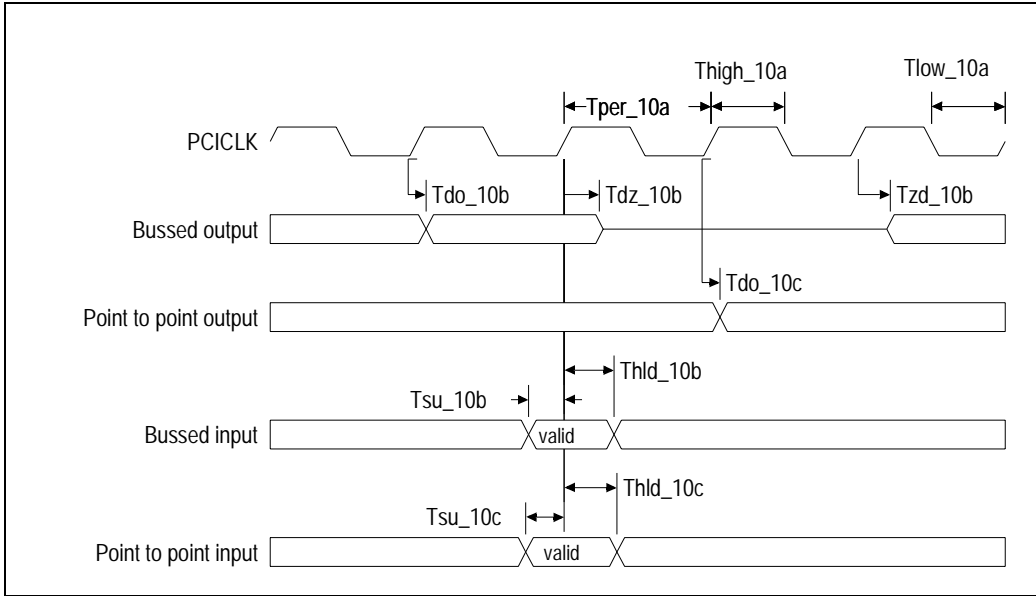 Thigh_10a
Tlow_10a
Tper_10a
PCICLK
Tdo_10b
Tdz_10b
Tzd_10b
Bussed output
Tdo_10c
Point to point output
Thld_10b
Tsu_10b
Bussed input
valid
Thld_10c
Tsu_10c
Point to point input
valid